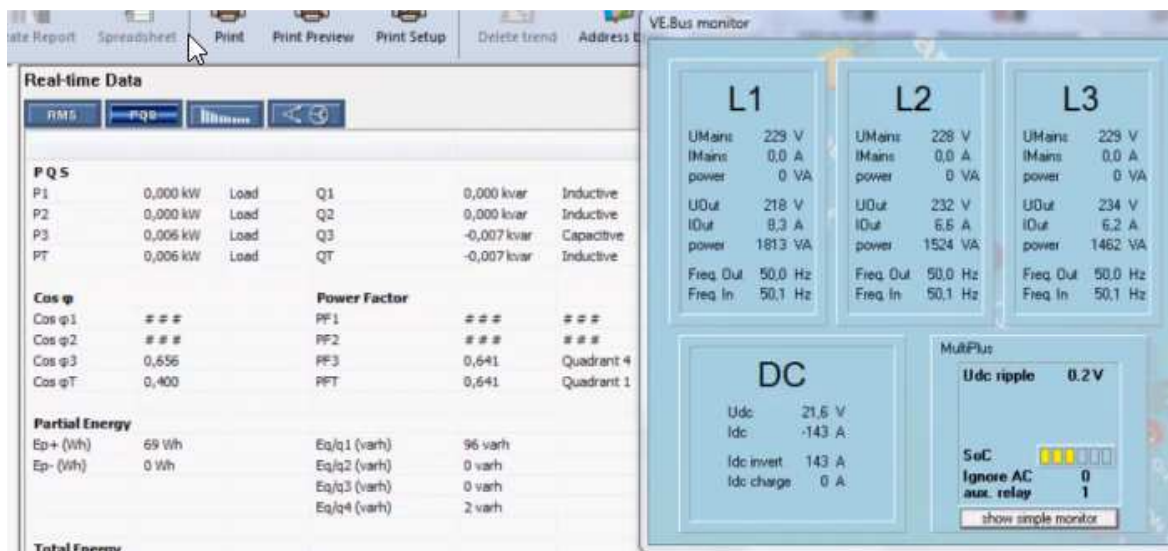 ate Report Spreadsheet Print Print Preview Print Setup Delete trend Address
Real-time Data
RMS PQS
PQS
P1 0,000 kW Load Q1 0,000 kvar Inductive
P2 0,000 kW Load Q2 0,000 kvar Inductive
P3 0,006 kW Load Q3 -0,007 kvar Capacitive
PT 0,006 kW Load QT -0,007 kvar Inductive
Cos φ Power Factor
Cos φ1 ### PF1 ### ###
Cos φ2 ### PF2 ### ###
Cos φ3 0,656 PF3 0,641 Quadrant 4
Cos φT 0,400 PFT 0,641 Quadrant 1
Partial Energy
Ep+ (Wh) 69 Wh Eq/q1 (varh) 96 varh
Ep- (Wh) 0 Wh Eq/q2 (varh) 0 varh
Eq/q3 (varh) 0 varh
Eq/q4 (varh) 2 varh
Total Energy
VE.Bus monitor
L1
UMains 229 V
IMains 0,0 A
power 0 VA
UOut 218 V
IOut 8,3 A
power 1813 VA
Freq. Out 50,0 Hz
Freq. In 50,1 Hz
L2
UMains 228 V
IMains 0,0 A
power 0 VA
UOut 232 V
IOut 6,6 A
power 1524 VA
Freq. Out 50,0 Hz
Freq. In 50,1 Hz
L3
UMains 229 V
IMains 0,0 A
power 0 VA
UOut 234 V
IOut 6,2 A
power 1462 VA
Freq. Out 50,0 Hz
Freq. In 50,1 Hz
DC
Udc 21,6 V
Idc -143 A
Idc invert 143 A
Idc charge 0 A
MultiPlus
Udc ripple 0.2 V
SoC
Ignore AC 0
aux. relay 1
show simple monitor